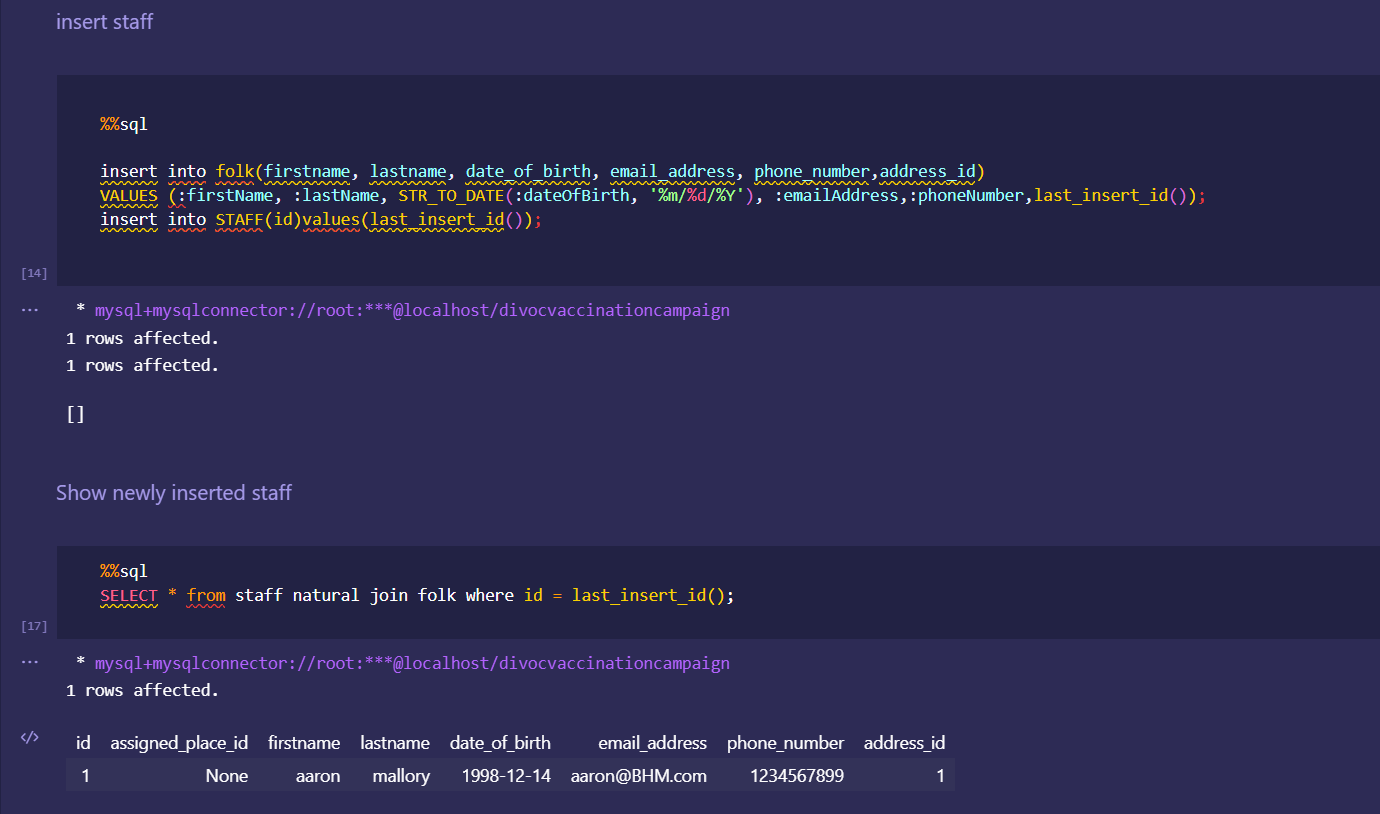 insert staff
%%sql
insert into folk(firstname, lastname, date_of_birth, email_address, phone_number,address_id)
VALUES (:firstName, :lastName, STR_TO_DATE(:dateOfBirth, '%m/%d/%Y'), :emailAddress,:phoneNumber,last_insert_id());
insert into STAFF(id)values(last_insert_id());
[14]
... * mysql+mysqlconnector://root:***@localhost/divocvaccinationcampaign
1 rows affected.
1 rows affected.
[]
Show newly inserted staff
%%sql
SELECT * from staff natural join folk where id = last_insert_id();
[17]
... * mysql+mysqlconnector://root:***@localhost/divocvaccinationcampaign
1 rows affected.
</> id assigned_place_id firstname lastname date_of_birth email_address phone_number address_id
1 None aaron mallory 1998-12-14 aaron@BHM.com 1234567899 1